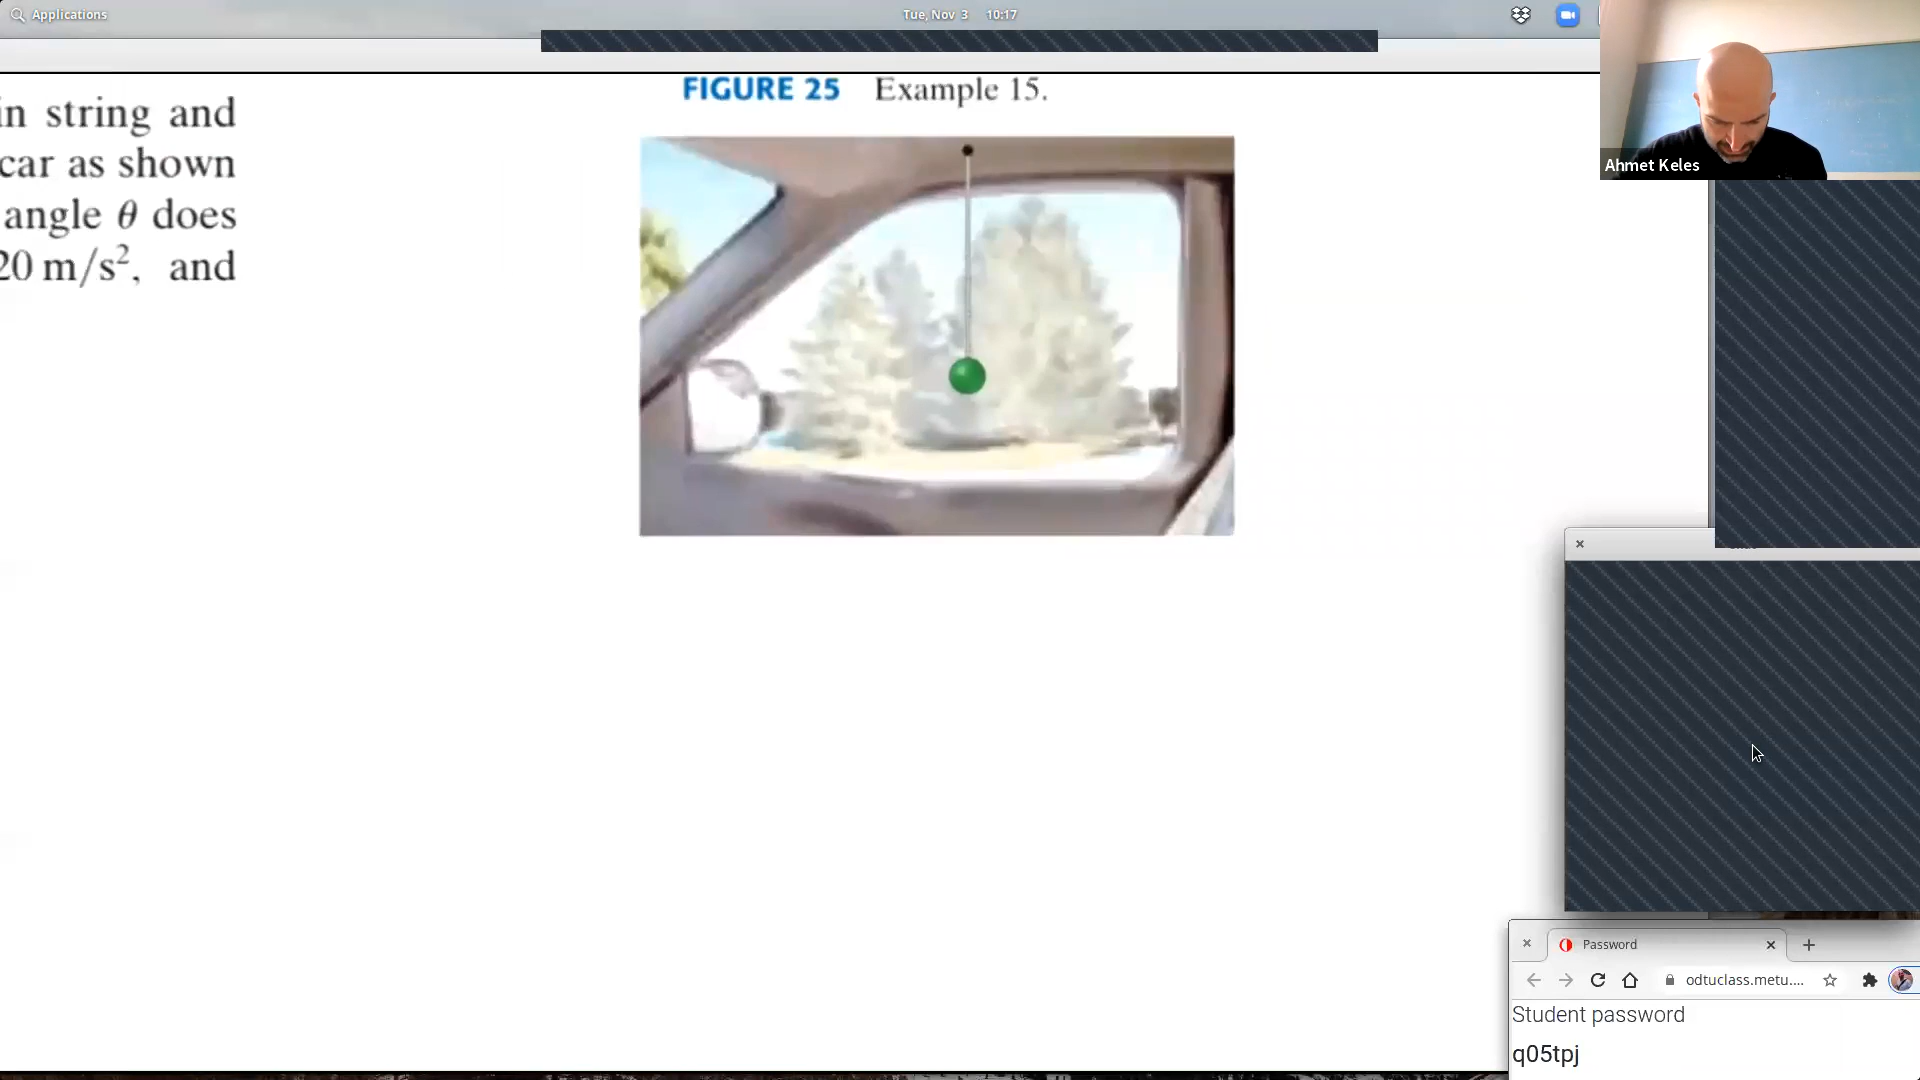 Applications
Tue, Nov 3 10:17
FIGURE 25 Example 15.
in string and
car as shown
angle θ does
20 m/s², and
Ahmet Keles
Password
odtuclass.metu....
Student password
q05tpj